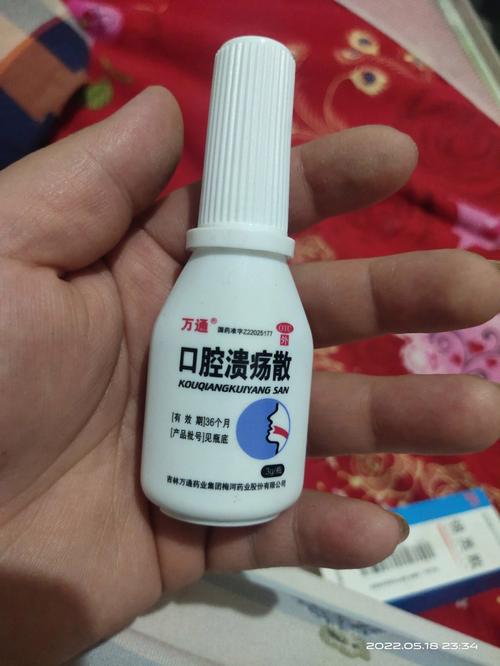 万通®
国药准字Z22025177
OTC
外
口腔溃疡散
KOUQIANGKUIYANG SAN
[有 效 期]36个月
[产品批号]见瓶底
3g/瓶
吉林万通药业集团梅河药业股份有限公司
2022.05.18 23:34